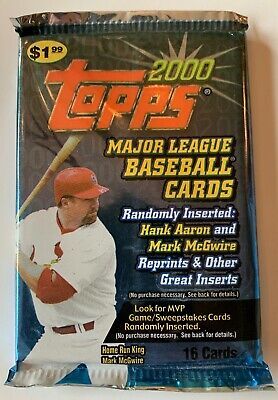 $1.99
2000
Topps®
MAJOR LEAGUE
BASEBALL®
CARDS
Randomly Inserted:
Hank Aaron and
Mark McGwire
Reprints & Other
Great Inserts
(No purchase necessary. See back for details.)
Look for MVP
Game/Sweepstakes Cards
Randomly Inserted.
(No purchase necessary. See back for details.)
Home Run King
Mark McGwire
16 Cards